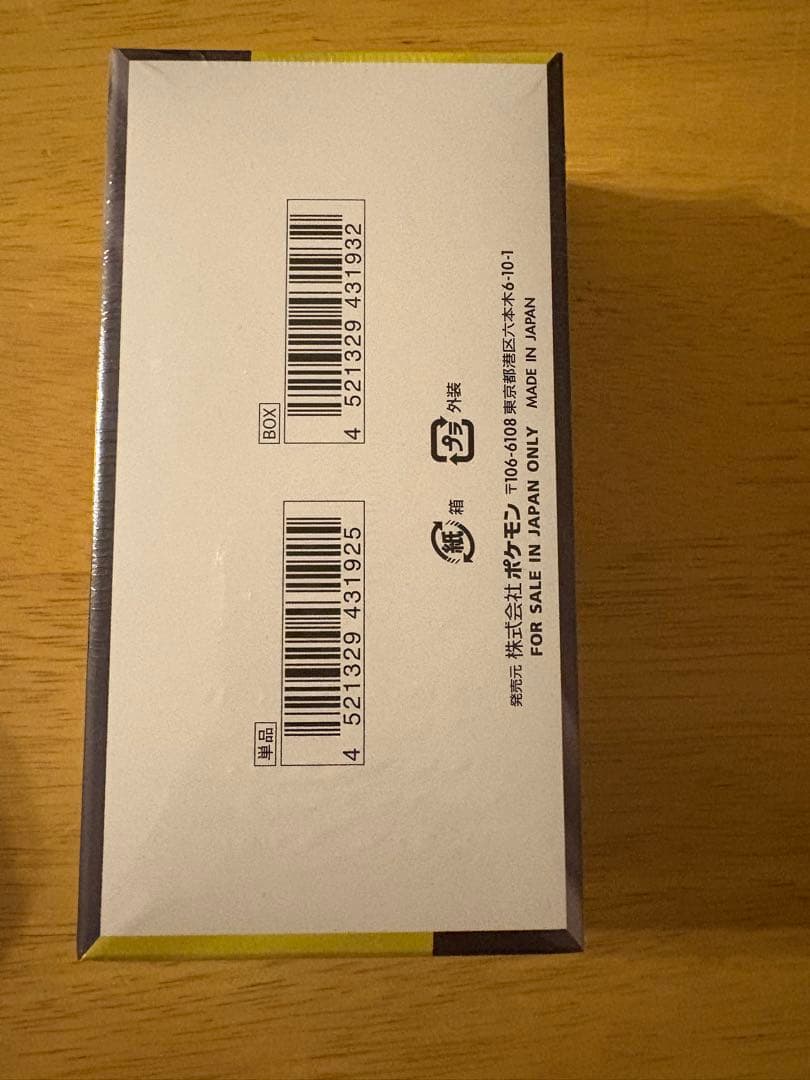 単品
4 521329 431925
BOX
4 521329 431932
紙 箱
プラ 外装
発売元 株式会社ポケモン 〒106-6108 東京都港区六本木6-10-1
FOR SALE IN JAPAN ONLY MADE IN JAPAN